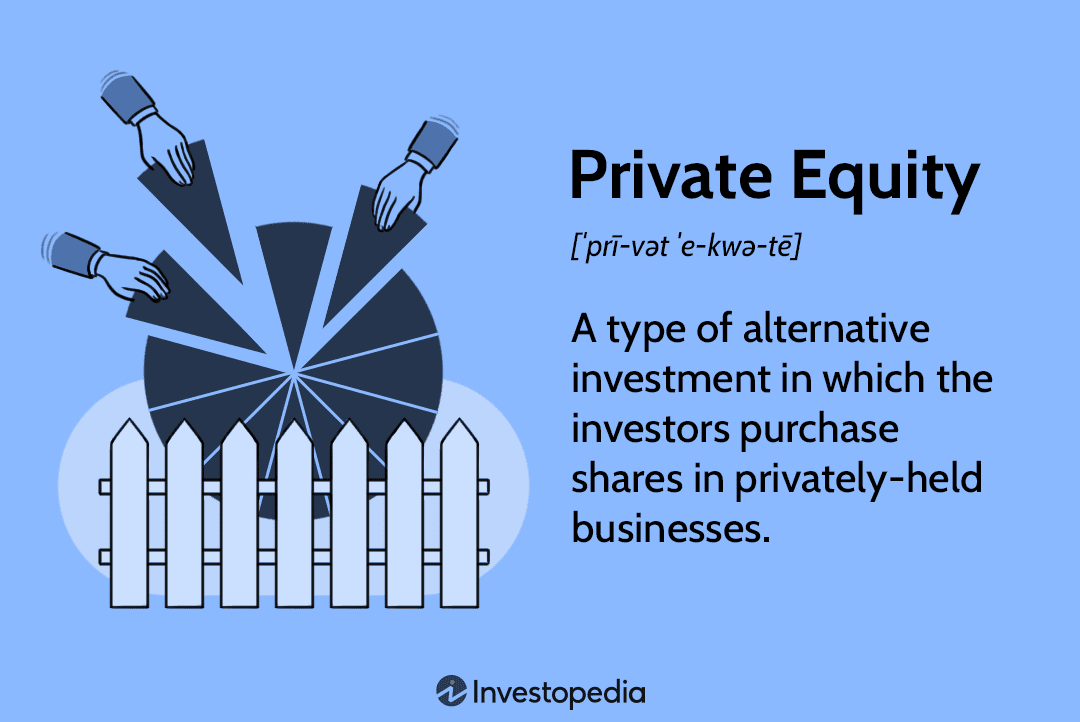 Private Equity
[ˈprī-vət ˈe-kwə-tē]
A type of alternative
investment in which the
investors purchase
shares in privately-held
businesses.
Investopedia